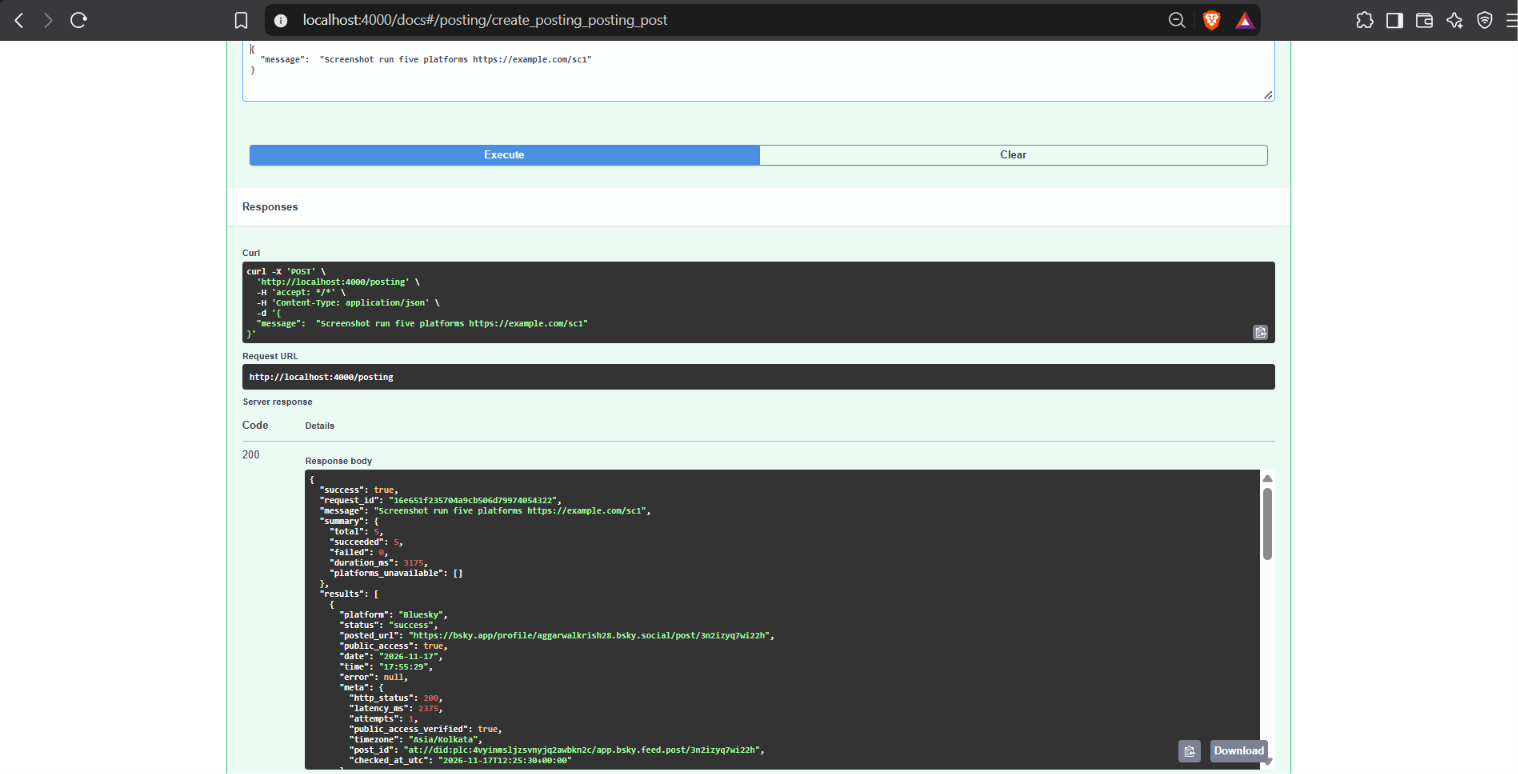 localhost:4000/docs#/posting/create_posting_posting_post
{
"message":  "Screenshot run five platforms https://example.com/sc1"
}
Execute
Clear
Responses
Curl
curl -X 'POST' \
'http://localhost:4000/posting' \
-H 'accept: */*' \
-H 'Content-Type: application/json' \
-d '{
"message":  "Screenshot run five platforms https://example.com/sc1"
}'
Request URL
http://localhost:4000/posting
Server response
Code
Details
200
Response body
{
"success": true,
"request_id": "16e651f235704a9cb506d79974054322",
"message": "Screenshot run five platforms https://example.com/sc1",
"summary": {
"total": 5,
"succeeded": 5,
"failed": 0,
"duration_ms": 3175,
"platforms_unavailable": []
},
"results": [
{
"platform": "Bluesky",
"status": "success",
"posted_url": "https://bsky.app/profile/aggarwalkrish28.bsky.social/post/3n2izyq7wi22h",
"public_access": true,
"date": "2026-11-17",
"time": "17:55:29",
"error": null,
"meta": {
"http_status": 200,
"latency_ms": 2375,
"attempts": 1,
"public_access_verified": true,
"timezone": "Asia/Kolkata",
"post_id": "at://did:plc:4vyinmsljzsvnyjq2awbkn2c/app.bsky.feed.post/3n2izyq7wi22h",
"checked_at_utc": "2026-11-17T12:25:30+00:00"
Download